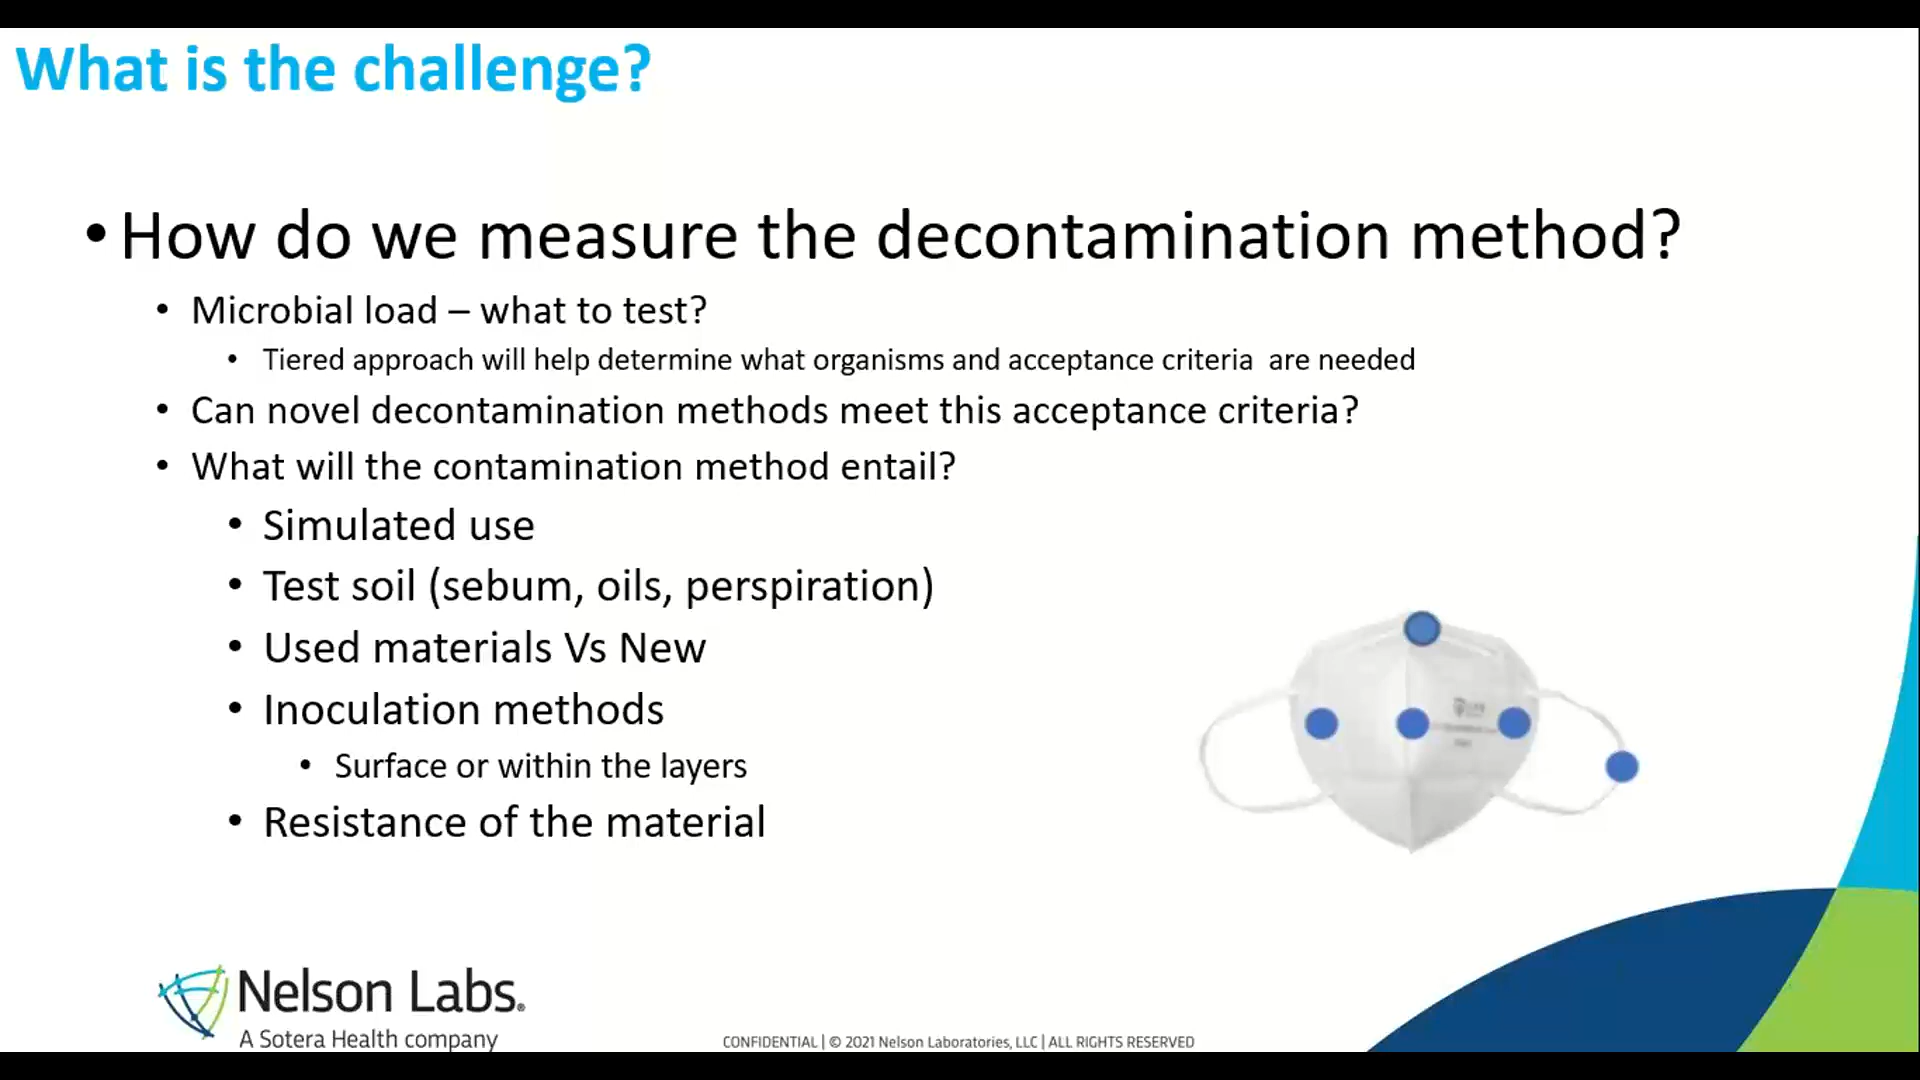 What is the challenge?
• How do we measure the decontamination method?
• Microbial load – what to test?
• Tiered approach will help determine what organisms and acceptance criteria are needed
• Can novel decontamination methods meet this acceptance criteria?
• What will the contamination method entail?
• Simulated use
• Test soil (sebum, oils, perspiration)
• Used materials Vs New
• Inoculation methods
• Surface or within the layers
• Resistance of the material
Nelson Labs®
A Sotera Health company
CONFIDENTIAL | © 2021 Nelson Laboratories, LLC | ALL RIGHTS RESERVED